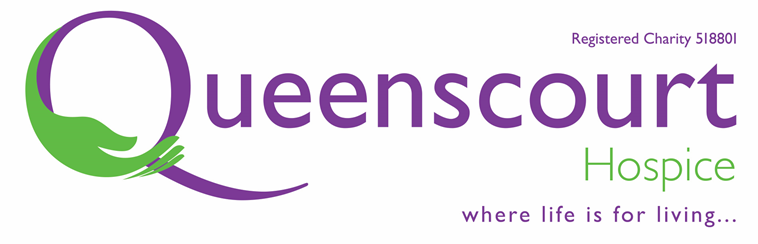 Registered Charity 518801
Queenscourt
Hospice
where life is for living...